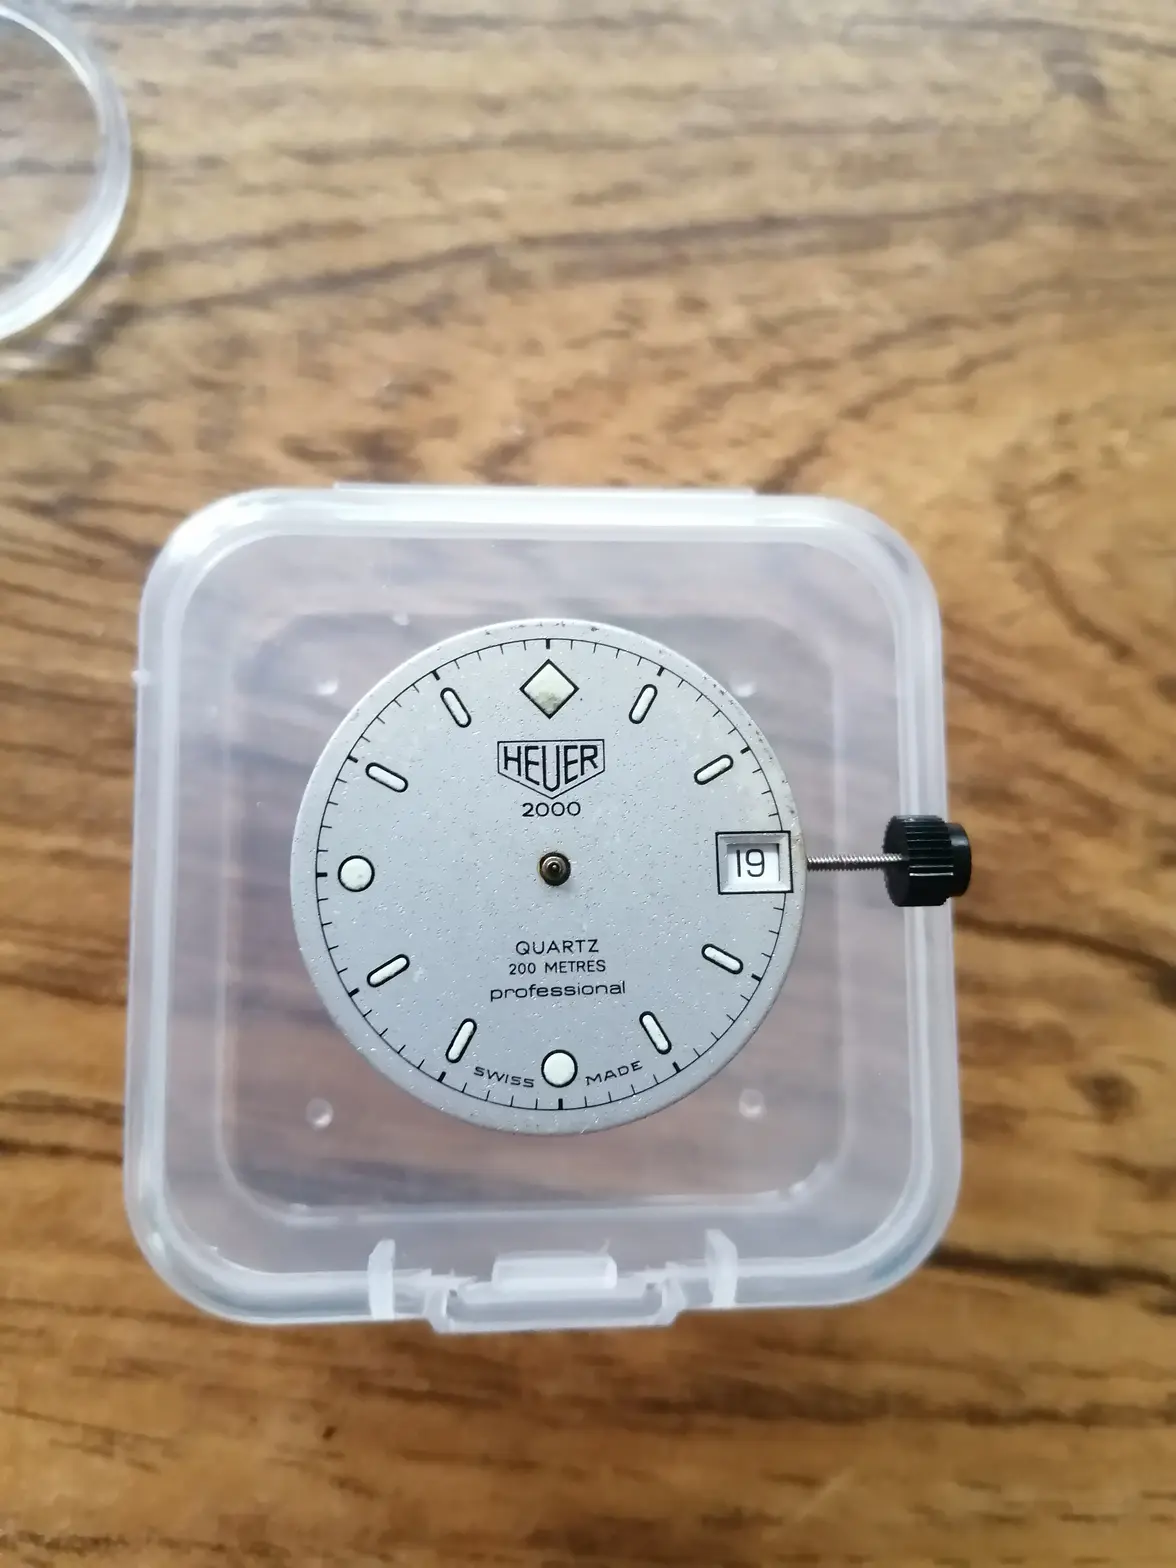 HEUER
2000
19
QUARTZ
200 METRES
professional
SWISS MADE